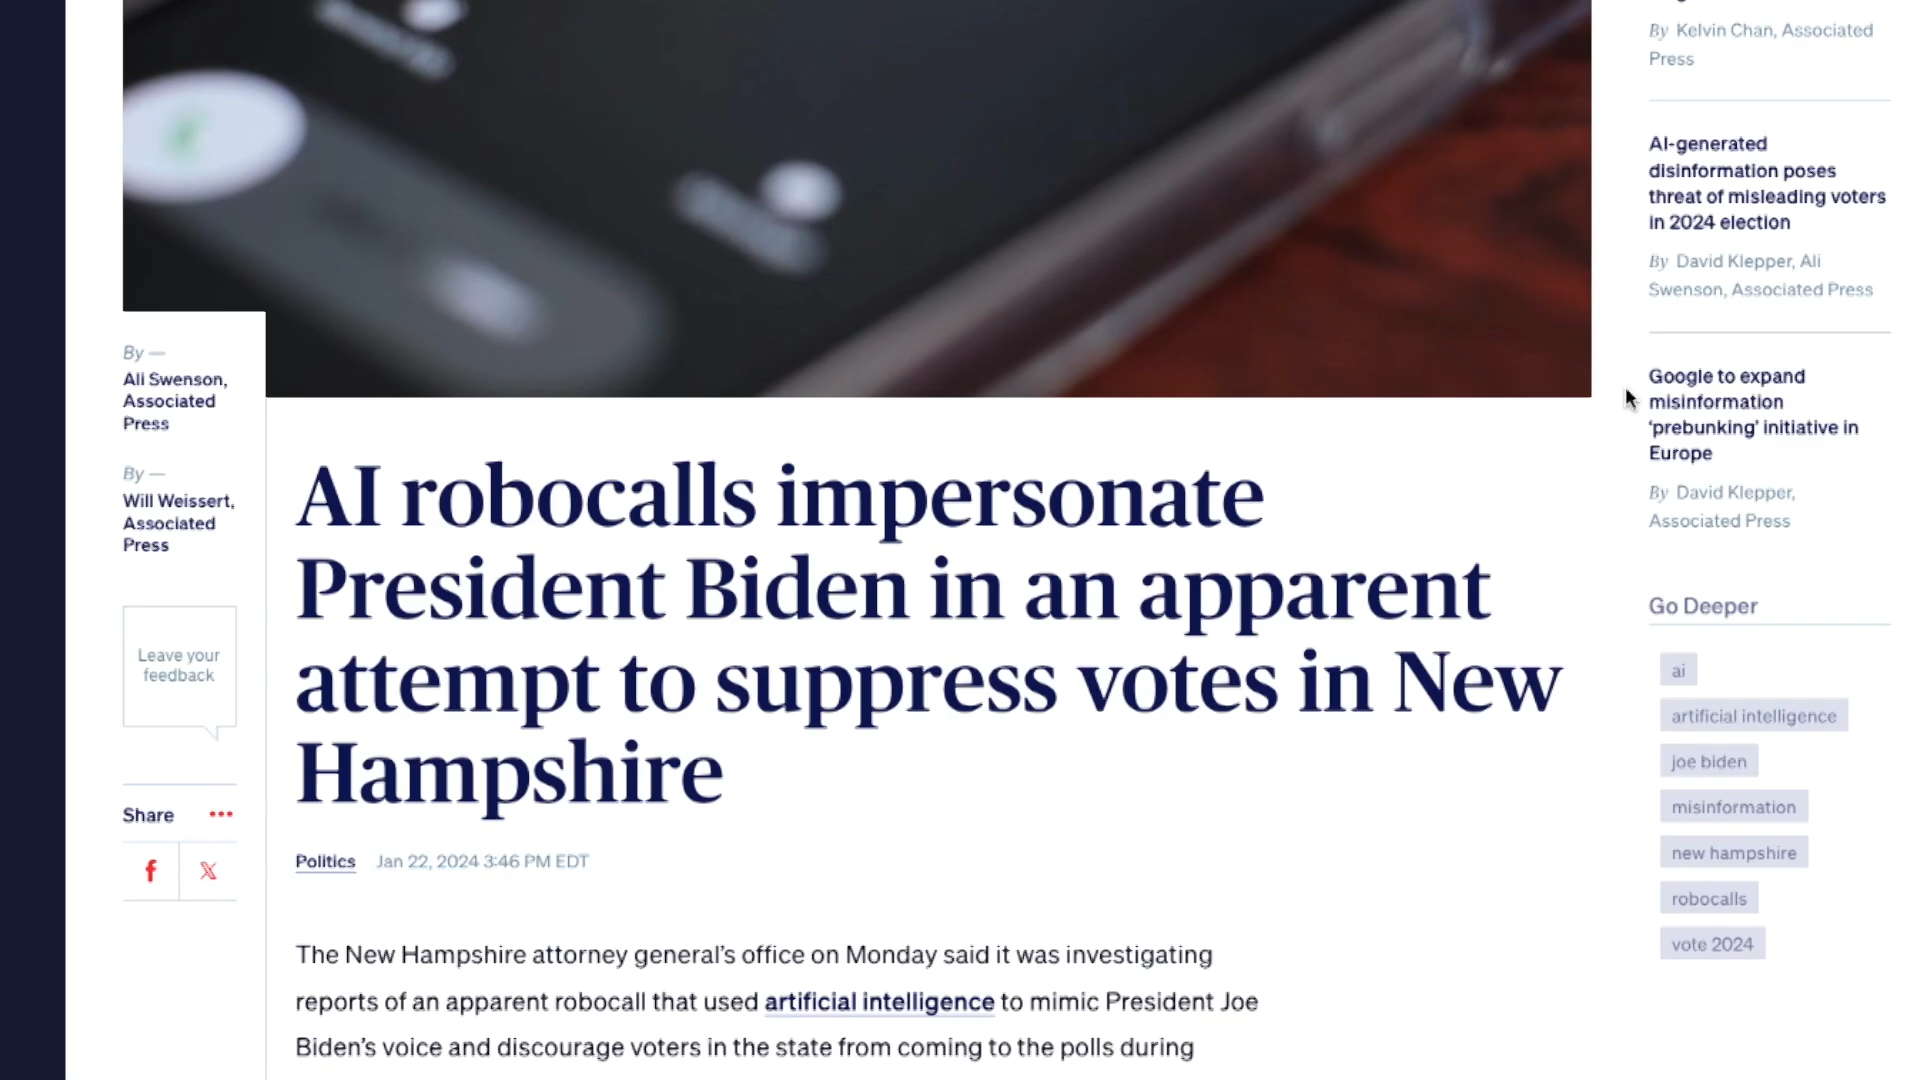 By Kelvin Chan, Associated
Press
AI-generated
disinformation poses
threat of misleading voters
in 2024 election
By David Klepper, Ali
Swenson, Associated Press
Google to expand
misinformation
‘prebunking’ initiative in
Europe
By David Klepper,
Associated Press
Go Deeper
ai
artificial intelligence
joe biden
misinformation
new hampshire
robocalls
vote 2024
By —
Ali Swenson,
Associated
Press
By —
Will Weissert,
Associated
Press
Leave your
feedback
Share
AI robocalls impersonate
President Biden in an apparent
attempt to suppress votes in New
Hampshire
Politics Jan 22, 2024 3:46 PM EDT
The New Hampshire attorney general’s office on Monday said it was investigating
reports of an apparent robocall that used artificial intelligence to mimic President Joe
Biden’s voice and discourage voters in the state from coming to the polls during